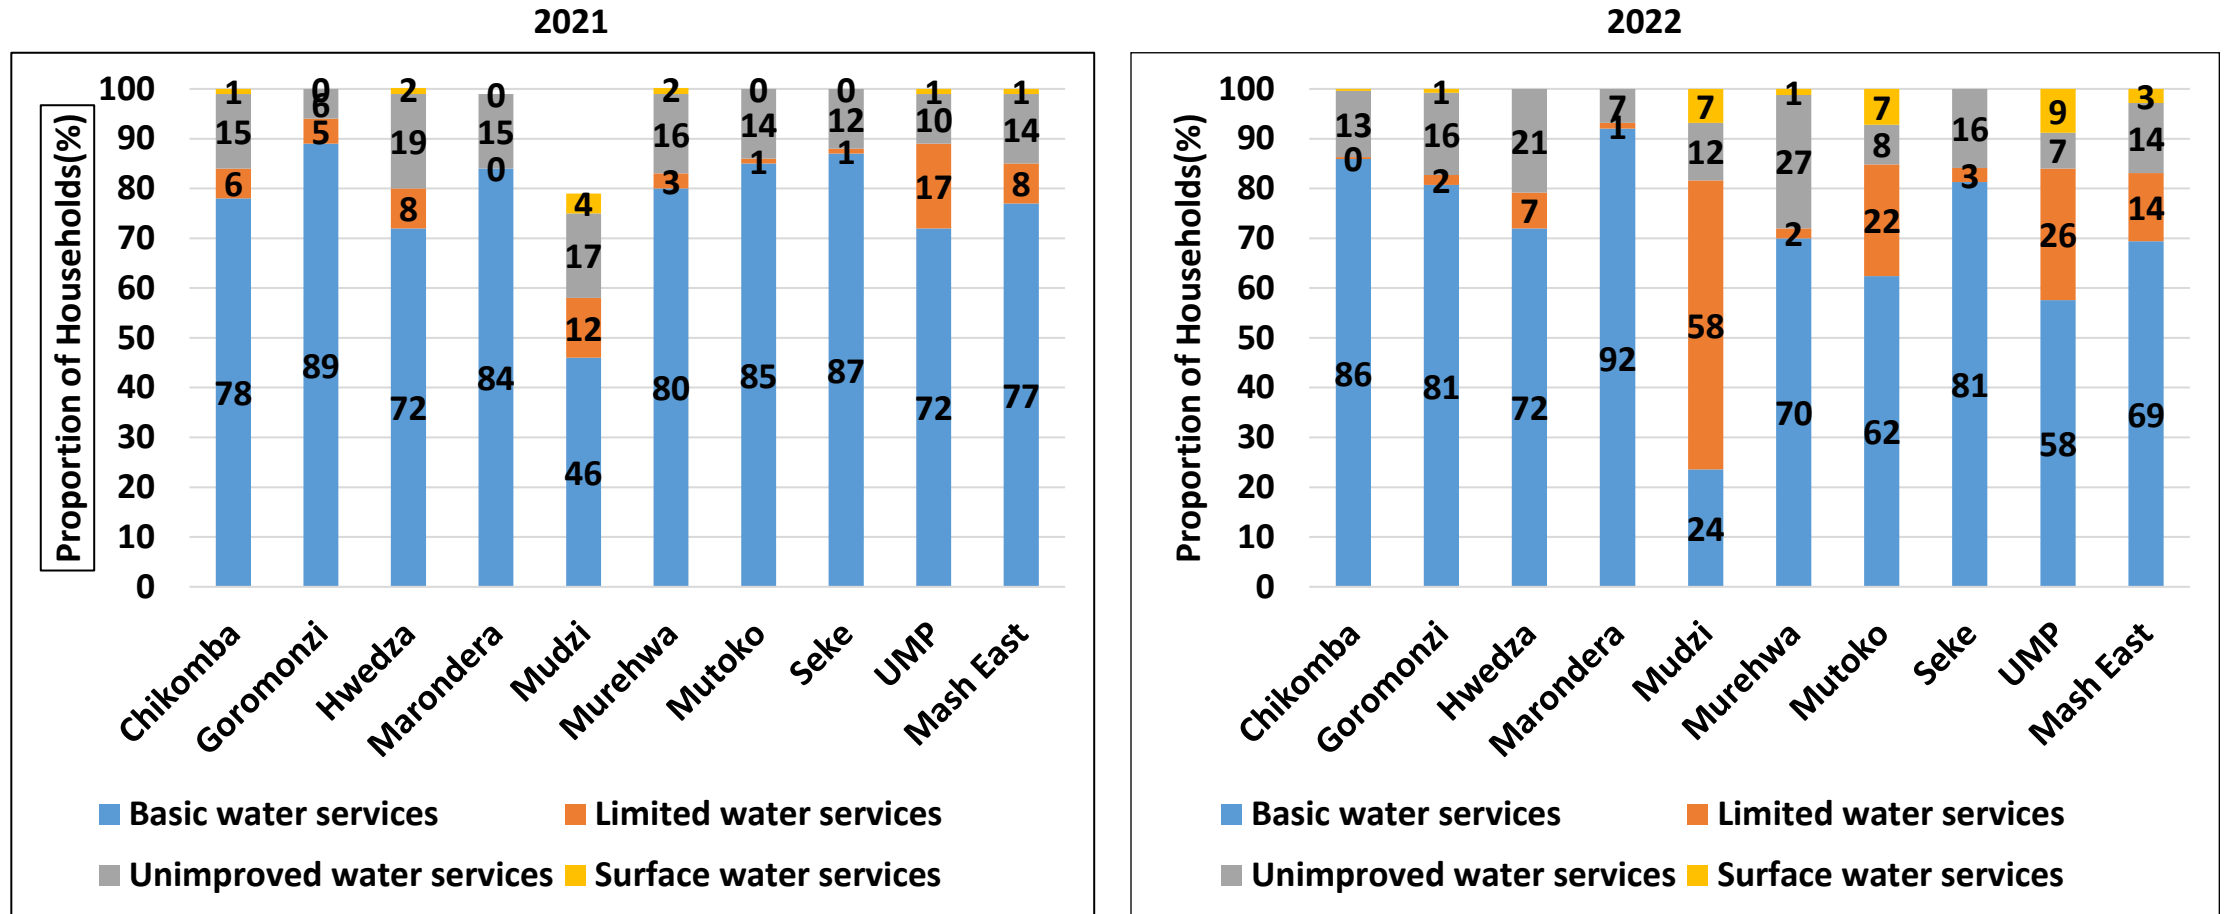 2021
Proportion of Households(%)
100
90
80
70
60
50
40
30
20
10
0
1 0 2 0 2 0 0 1 1
15 6 19 15 4 16 14 12 10 14
6 5 8 0 17 3 1 1 17 8
12
78 89 72 84 46 80 85 87 72 77
Chikomba
Goromonzi
Hwedza
Marondera
Mudzi
Murehwa
Mutoko
Seke
UMP
Mash East
Basic water services
Limited water services
Unimproved water services
Surface water services
2022
Proportion of Households(%)
100
90
80
70
60
50
40
30
20
10
0
1 7 1 7 9 3
13 16 21 7 12 27 8 16 7 14
0 2 7 1 58 2 22 3 26 14
86 81 72 92 24 70 62 81 58 69
Chikomba
Goromonzi
Hwedza
Marondera
Mudzi
Murehwa
Mutoko
Seke
UMP
Mash East
Basic water services
Limited water services
Unimproved water services
Surface water services